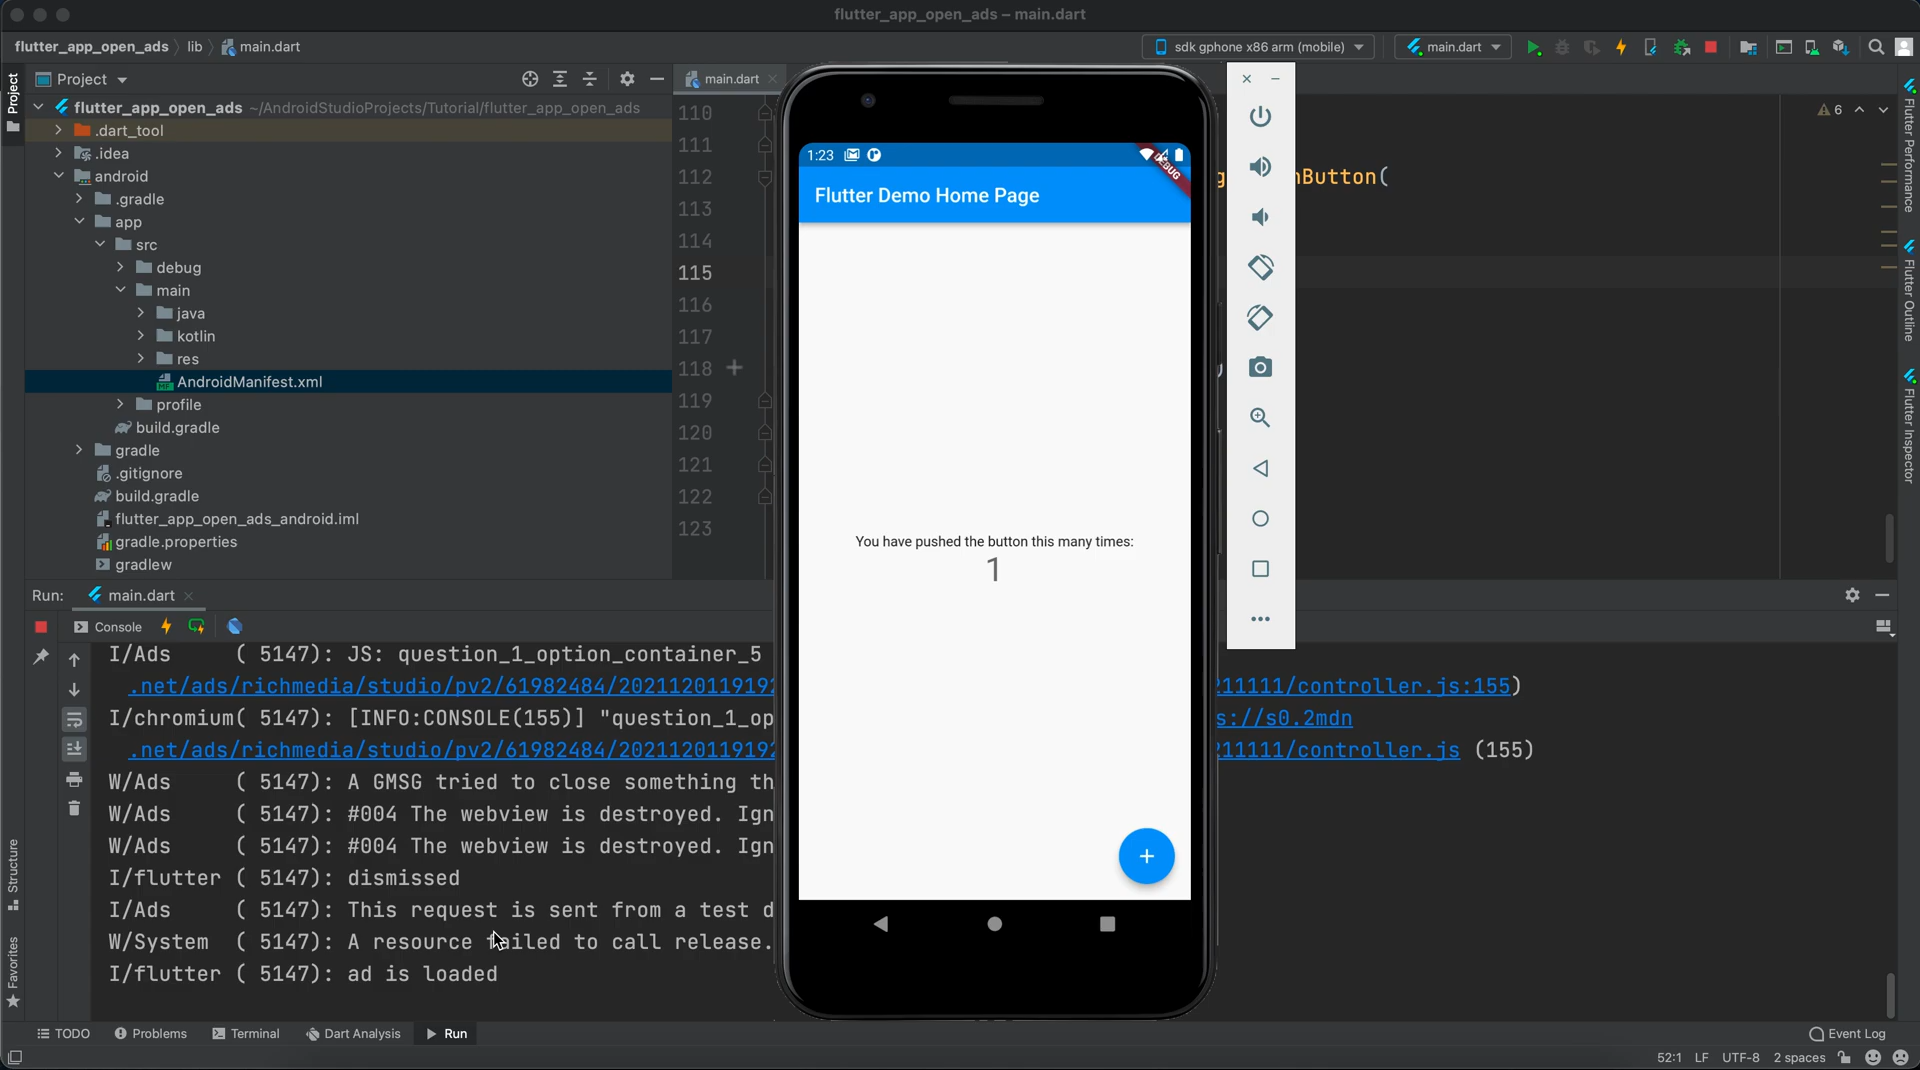 flutter_app_open_ads – main.dart
flutter_app_open_ads lib main.dart
sdk gphone x86 arm (mobile) main.dart
Project
Project
main.dart
flutter_app_open_ads ~/AndroidStudioProjects/Tutorial/flutter_app_open_ads
.dart_tool
.idea
android
.gradle
app
src
debug
main
java
kotlin
res
AndroidManifest.xml
profile
build.gradle
gradle
.gitignore
build.gradle
flutter_app_open_ads_android.iml
gradle.properties
gradlew
110
111
112
113
114
115
116
117
118
119
120
121
122
123
nButton(
6
1:23
DEBUG
Flutter Demo Home Page
You have pushed the button this many times:
1
Flutter Performance
Flutter Outline
Flutter Inspector
Run: main.dart
Console
I/Ads ( 5147): JS: question_1_option_container_5
.net/ads/richmedia/studio/pv2/61982484/2021120119192 211111/controller.js:155)
I/chromium( 5147): [INFO:CONSOLE(155)] "question_1_op s://s0.2mdn
.net/ads/richmedia/studio/pv2/61982484/2021120119192 211111/controller.js (155)
W/Ads ( 5147): A GMSG tried to close something th
W/Ads ( 5147): #004 The webview is destroyed. Ign
W/Ads ( 5147): #004 The webview is destroyed. Ign
I/flutter ( 5147): dismissed
I/Ads ( 5147): This request is sent from a test d
W/System ( 5147): A resource failed to call release.
I/flutter ( 5147): ad is loaded
Structure
Favorites
TODO Problems Terminal Dart Analysis Run Event Log
52:1 LF UTF-8 2 spaces